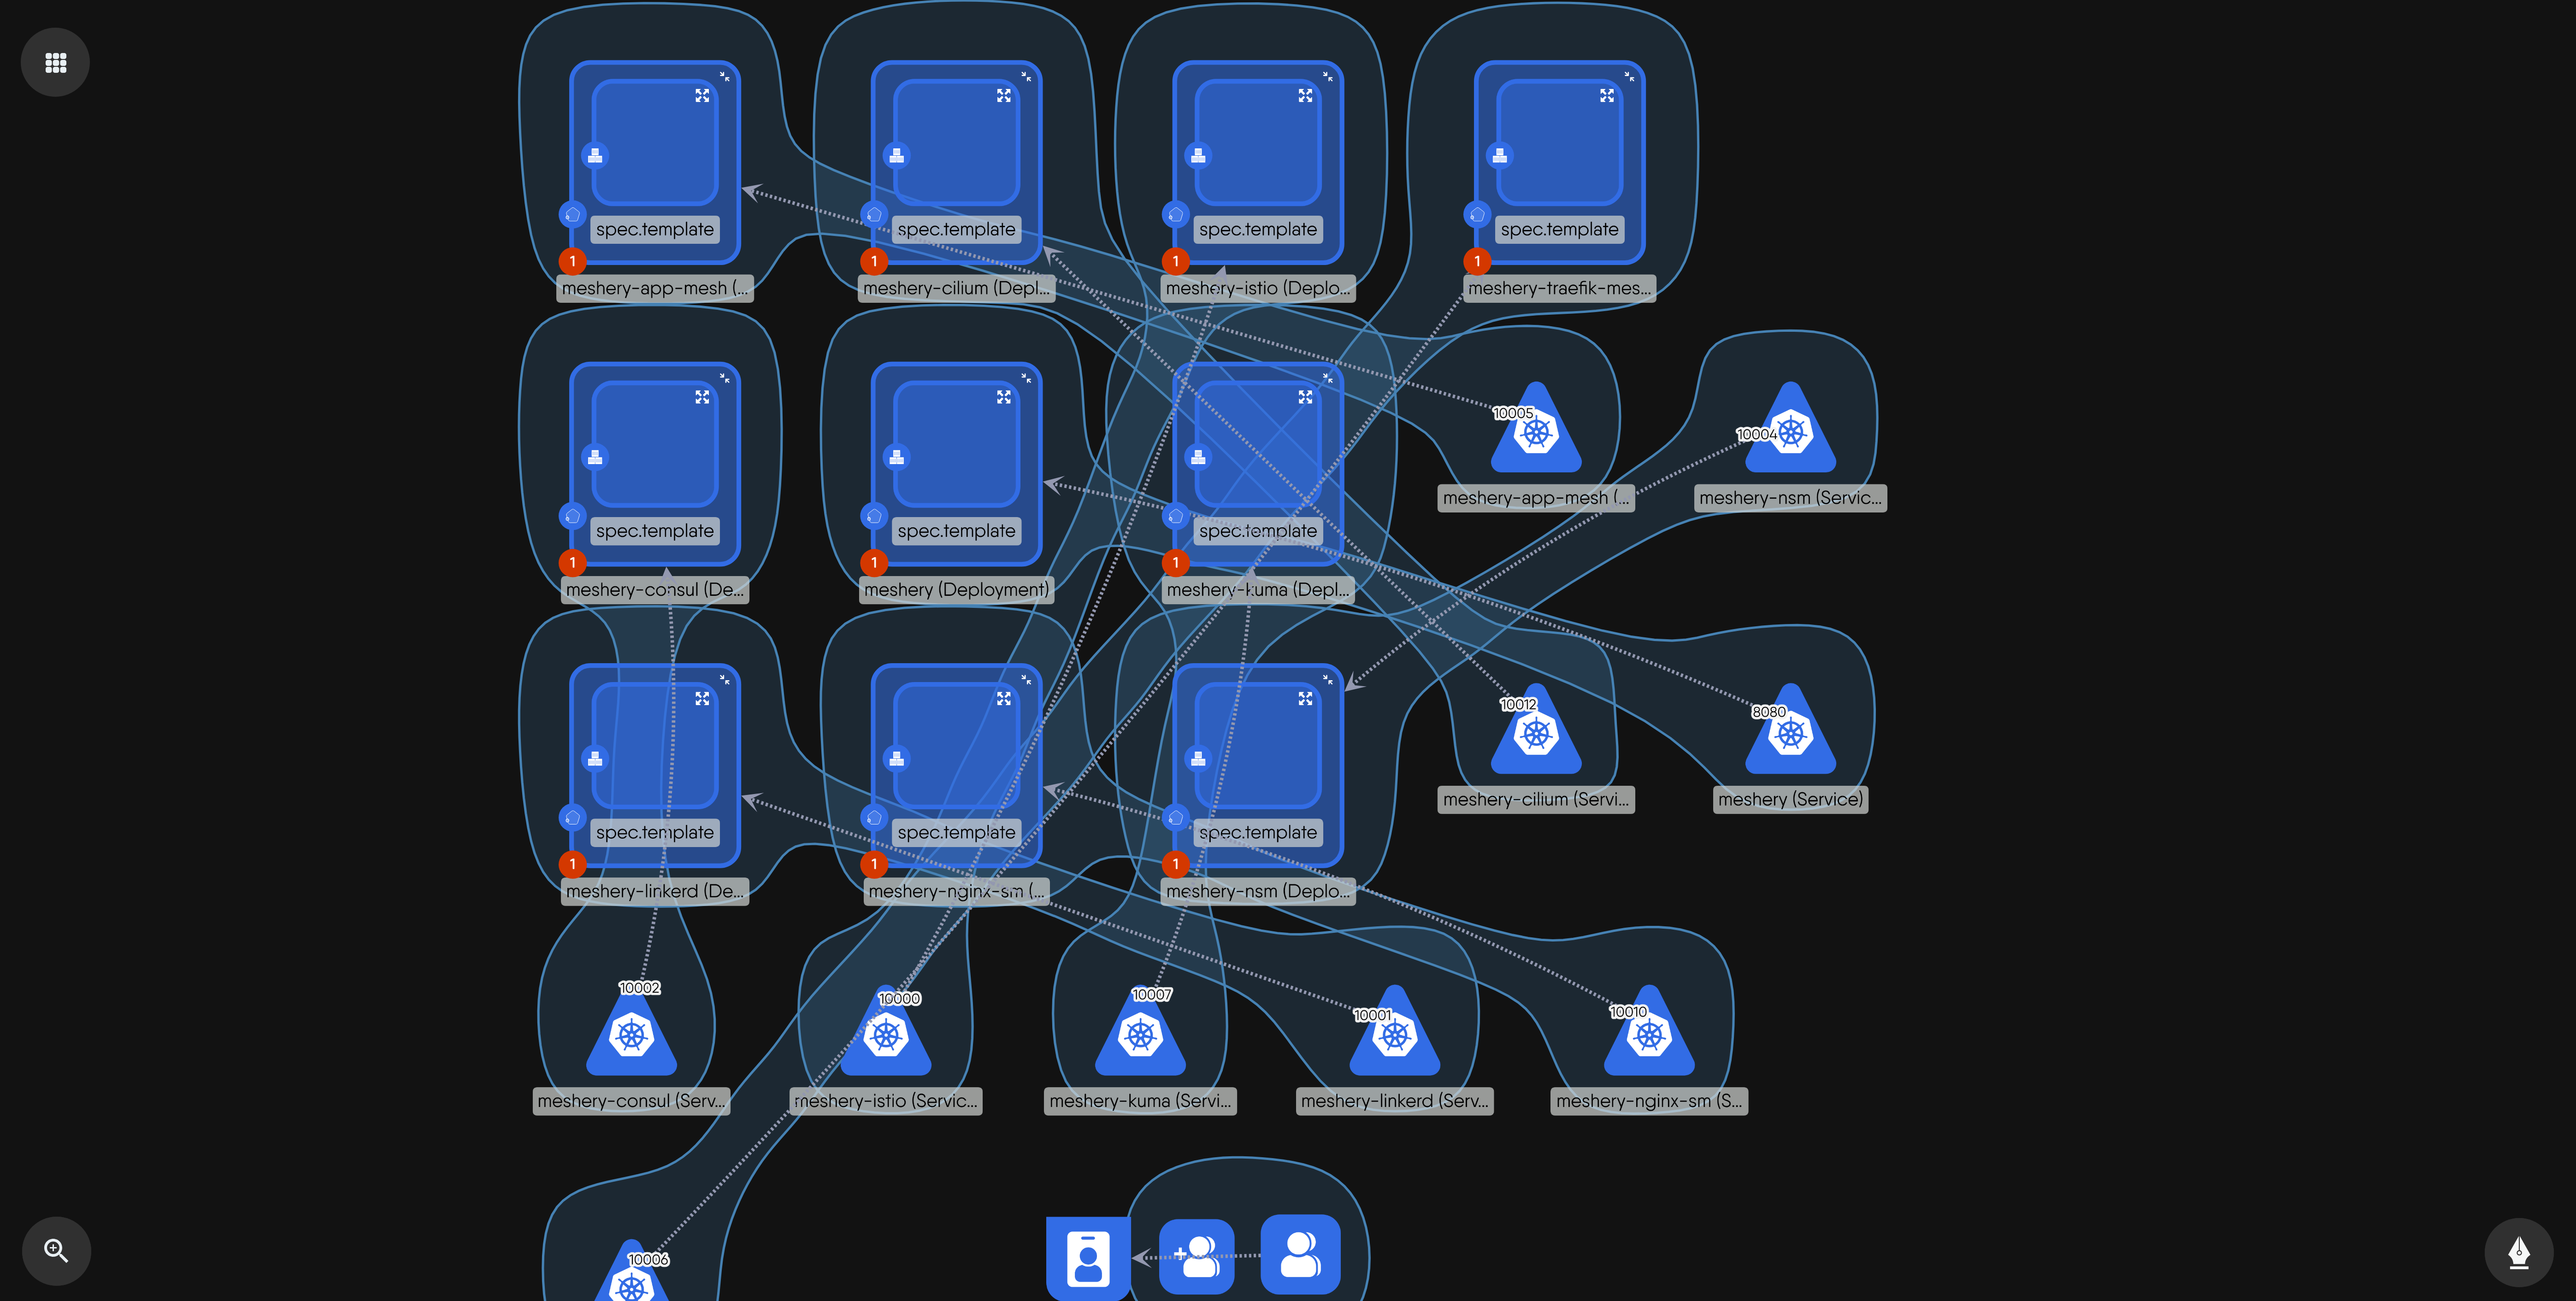 spec.template
spec.template
spec.template
spec.template
1
1
1
1
meshery-app-mesh (...
meshery-cilium (Depl...
meshery-istio (Deplo...
meshery-traefik-mes...
10005
10004
meshery-app-mesh (...
meshery-nsm (Servic...
spec.template
spec.template
spec.template
1
1
1
meshery-consul (De...
meshery (Deployment)
meshery-kuma (Depl...
10012
8080
meshery-cilium (Servi...
meshery (Service)
spec.template
spec.template
spec.template
1
1
1
meshery-linkerd (De...
meshery-nginx-sm (...
meshery-nsm (Deplo...
10002
10000
10007
10001
10010
meshery-consul (Serv...
meshery-istio (Servic...
meshery-kuma (Servi...
meshery-linkerd (Serv...
meshery-nginx-sm (S...
10006